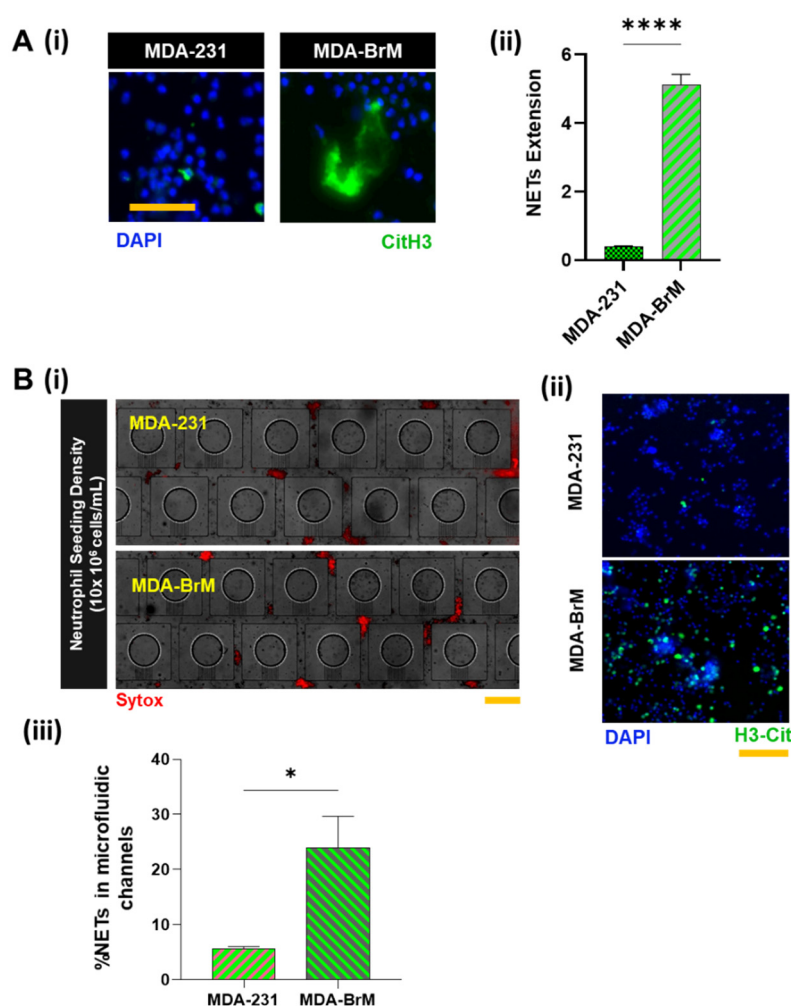 A (i)
MDA-231
MDA-BrM
DAPI
CitH3
(ii)
****
6
4
2
0
NETs Extension
MDA-231
MDA-BrM
B (i)
Neutrophil Seeding Density
(10x 10⁶ cells/mL)
MDA-231
MDA-BrM
Sytox
(ii)
MDA-231
MDA-BrM
DAPI
H3-Cit
(iii)
*
40
30
20
10
0
%NETs in microfluidic
channels
MDA-231
MDA-BrM